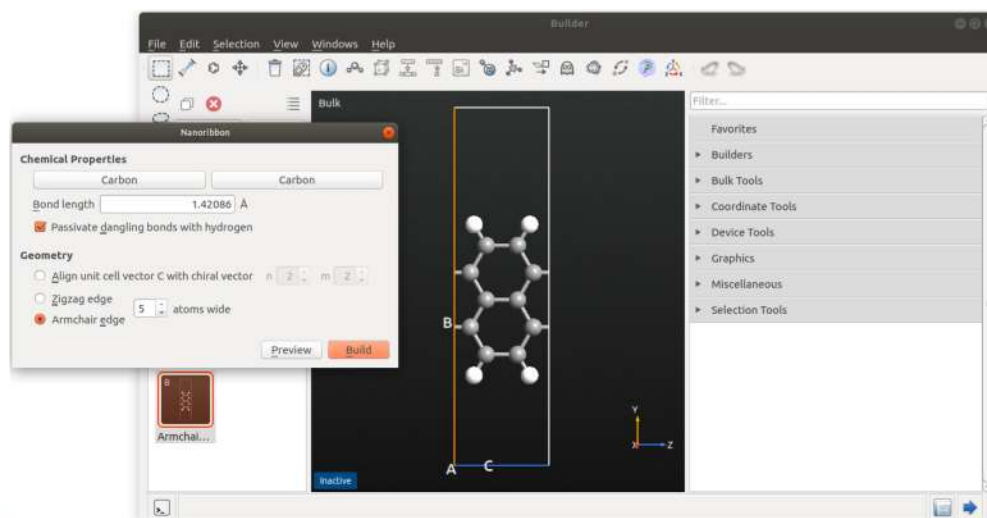 Builder
File Edit Selection View Windows Help
Bulk
Filter...
Favorites
Builders
Bulk Tools
Coordinate Tools
Device Tools
Graphics
Miscellaneous
Selection Tools
Nanoribbon
Chemical Properties
Carbon Carbon
Bond length 1.42086 Å
Passivate dangling bonds with hydrogen
Geometry
Align unit cell vector C with chiral vector n 2 m 2
Zigzag edge
5 atoms wide
Armchair edge
Preview Build
B
Armchai...
B
A C
Y
X Z
Inactive